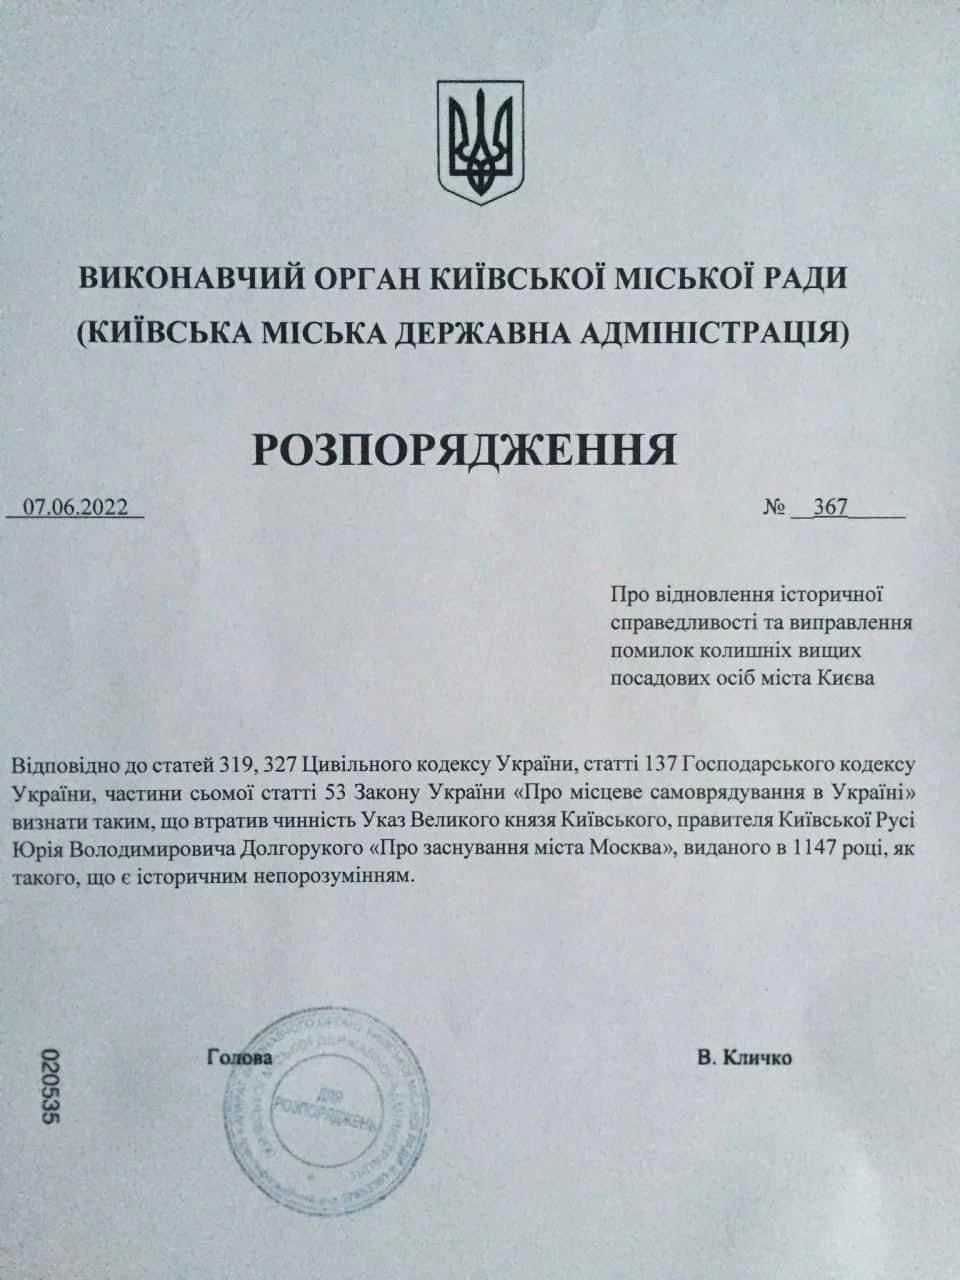 ВИКОНАВЧИЙ ОРГАН КИЇВСЬКОЇ МІСЬКОЇ РАДИ
(КИЇВСЬКА МІСЬКА ДЕРЖАВНА АДМІНІСТРАЦІЯ)
РОЗПОРЯДЖЕННЯ
07.06.2022 № 367
Про відновлення історичної
справедливості та виправлення
помилок колишніх вищих
посадових осіб міста Києва
Відповідно до статей 319, 327 Цивільного кодексу України, статті 137 Господарського кодексу
України, частини сьомої статті 53 Закону України «Про місцеве самоврядування в Україні»
визнати таким, що втратив чинність Указ Великого князя Київського, правителя Київської Русі
Юрія Володимировича Долгорукого «Про заснування міста Москва», виданого в 1147 році, як
такого, що є історичним непорозумінням.
Голова В. Кличко
ДЛЯ
РОЗПОРЯДЖЕНЬ
020535